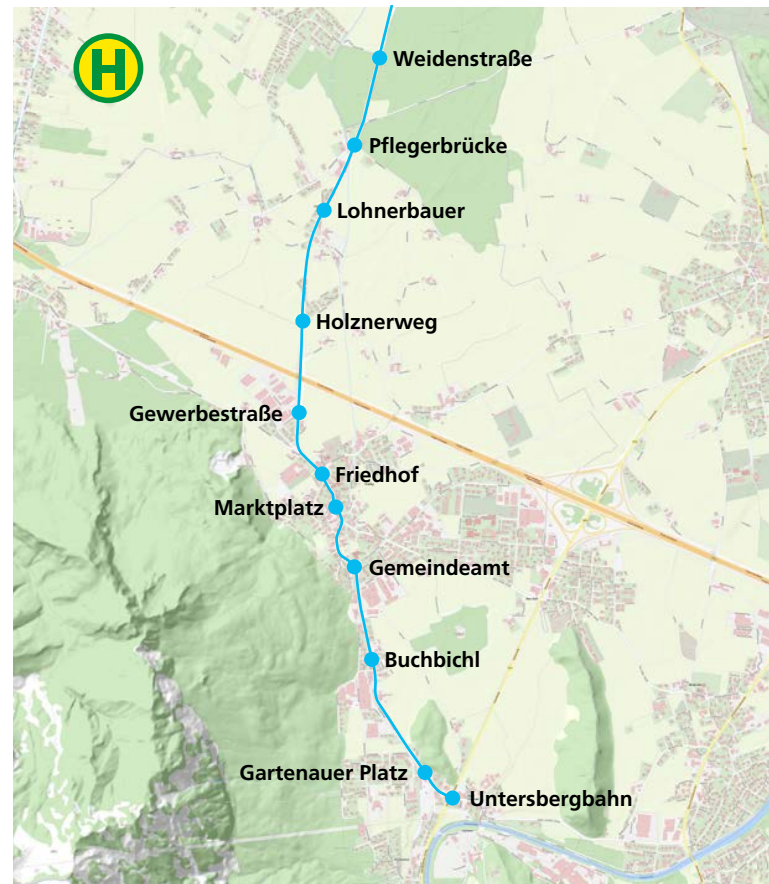 H
Weidenstraße
Pflegerbrücke
Lohnerbauer
Holznerweg
Gewerbestraße
Friedhof
Marktplatz
Gemeindeamt
Buchbichl
Gartenauer Platz
Untersbergbahn